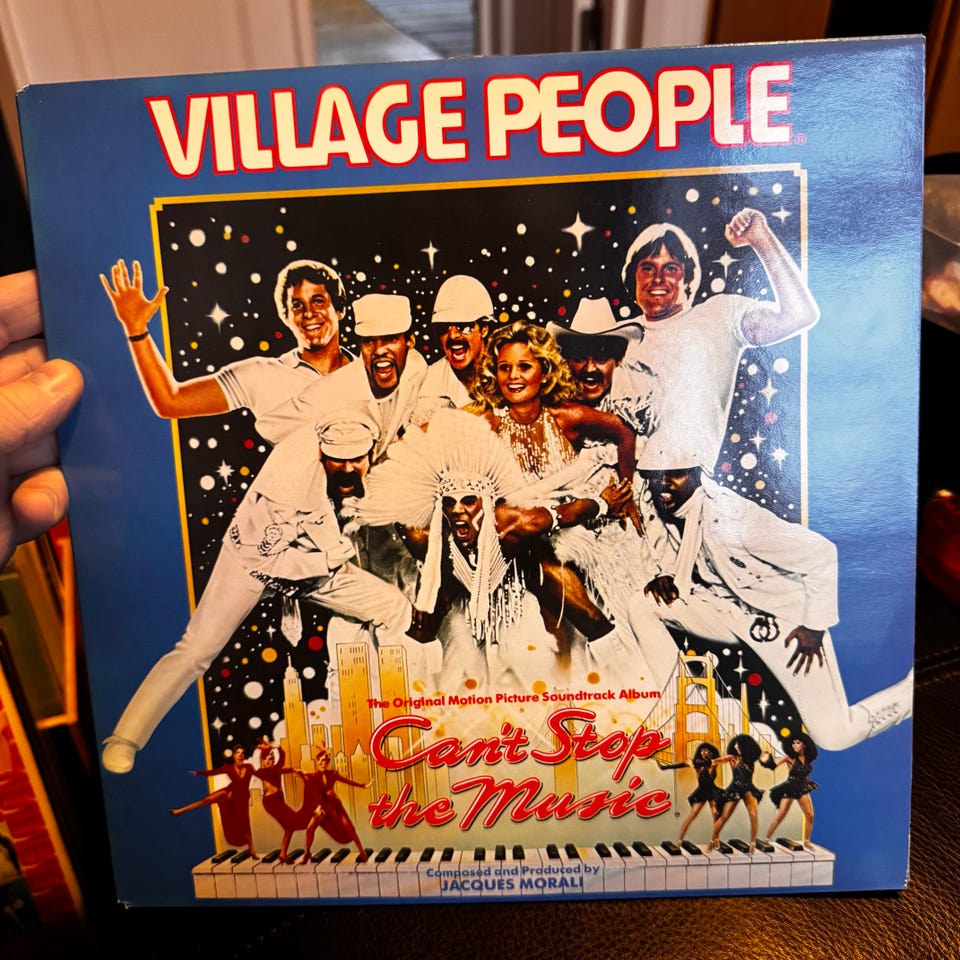 VILLAGE PEOPLE®
The Original Motion Picture Soundtrack Album
Can't Stop
the Music
Composed and Produced by
JACQUES MORALI